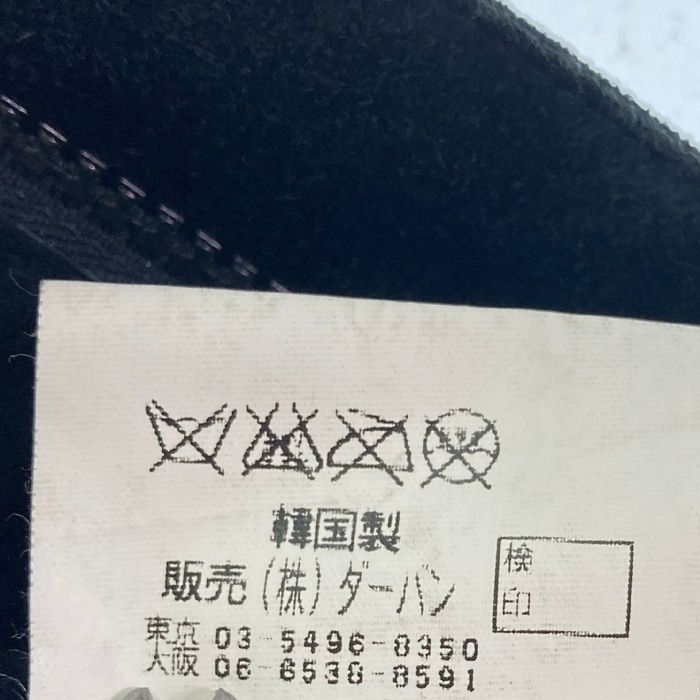 韓国製
販売(株)ダーバン
検
印
東京 03-5496-8350
大阪 06-6538-8591